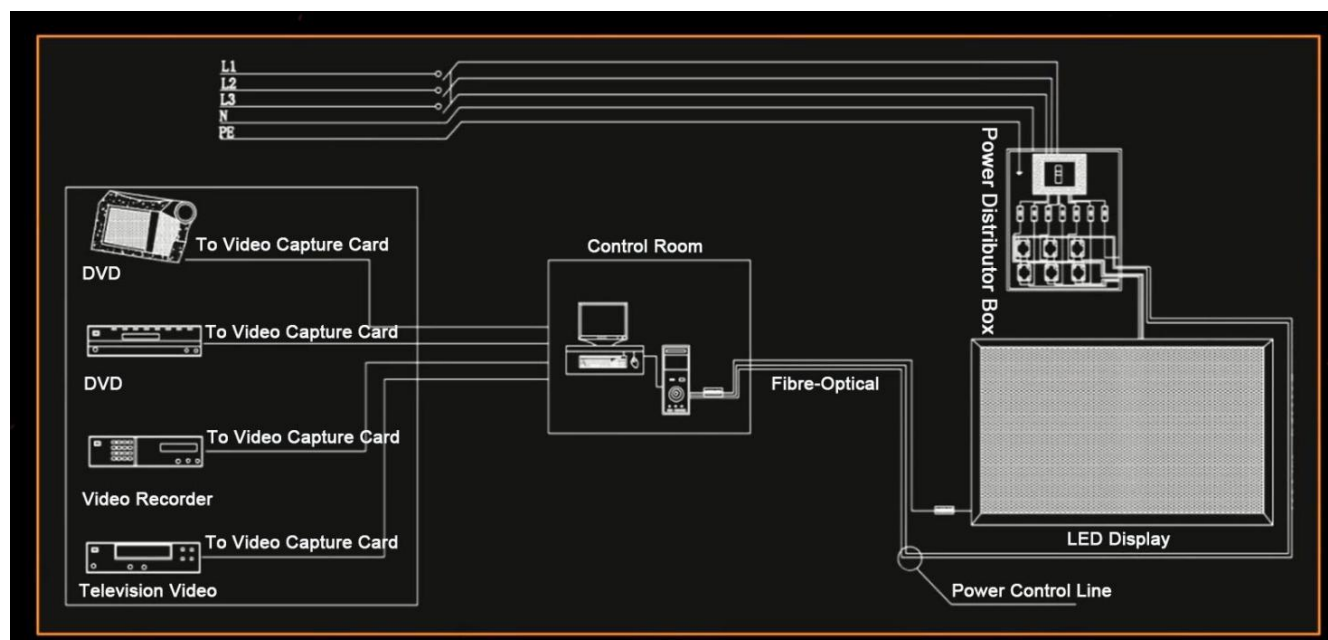 L1
L2
L3
N
PE
Power Distributor Box
To Video Capture Card
DVD
Control Room
To Video Capture Card
DVD
Fibre-Optical
To Video Capture Card
Video Recorder
To Video Capture Card
LED Display
Television Video
Power Control Line